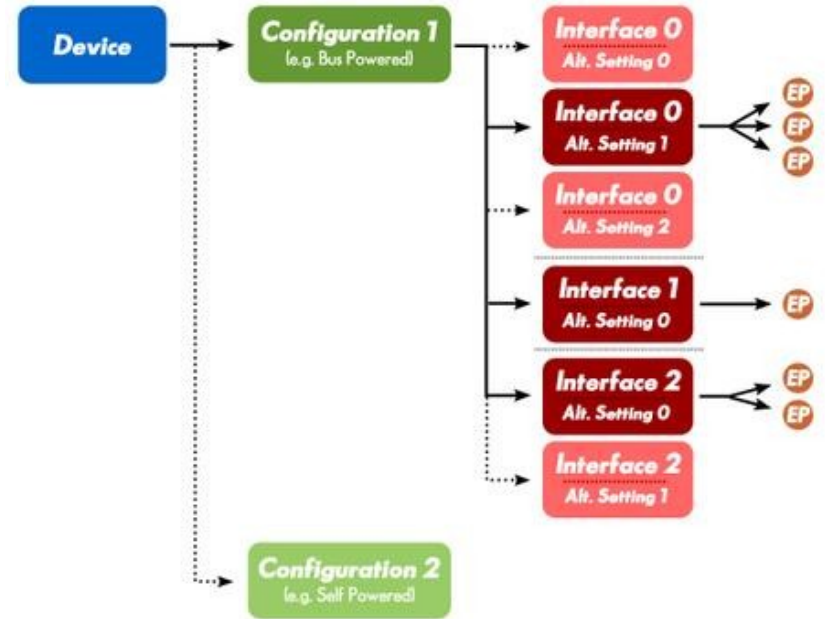 Device
Configuration 1
(e.g. Bus Powered)
Interface 0
Alt. Setting 0
Interface 0
Alt. Setting 1
EP
EP
EP
Interface 0
Alt. Setting 2
Interface 1
Alt. Setting 0
EP
Interface 2
Alt. Setting 0
EP
EP
Interface 2
Alt. Setting 1
Configuration 2
(e.g. Self Powered)